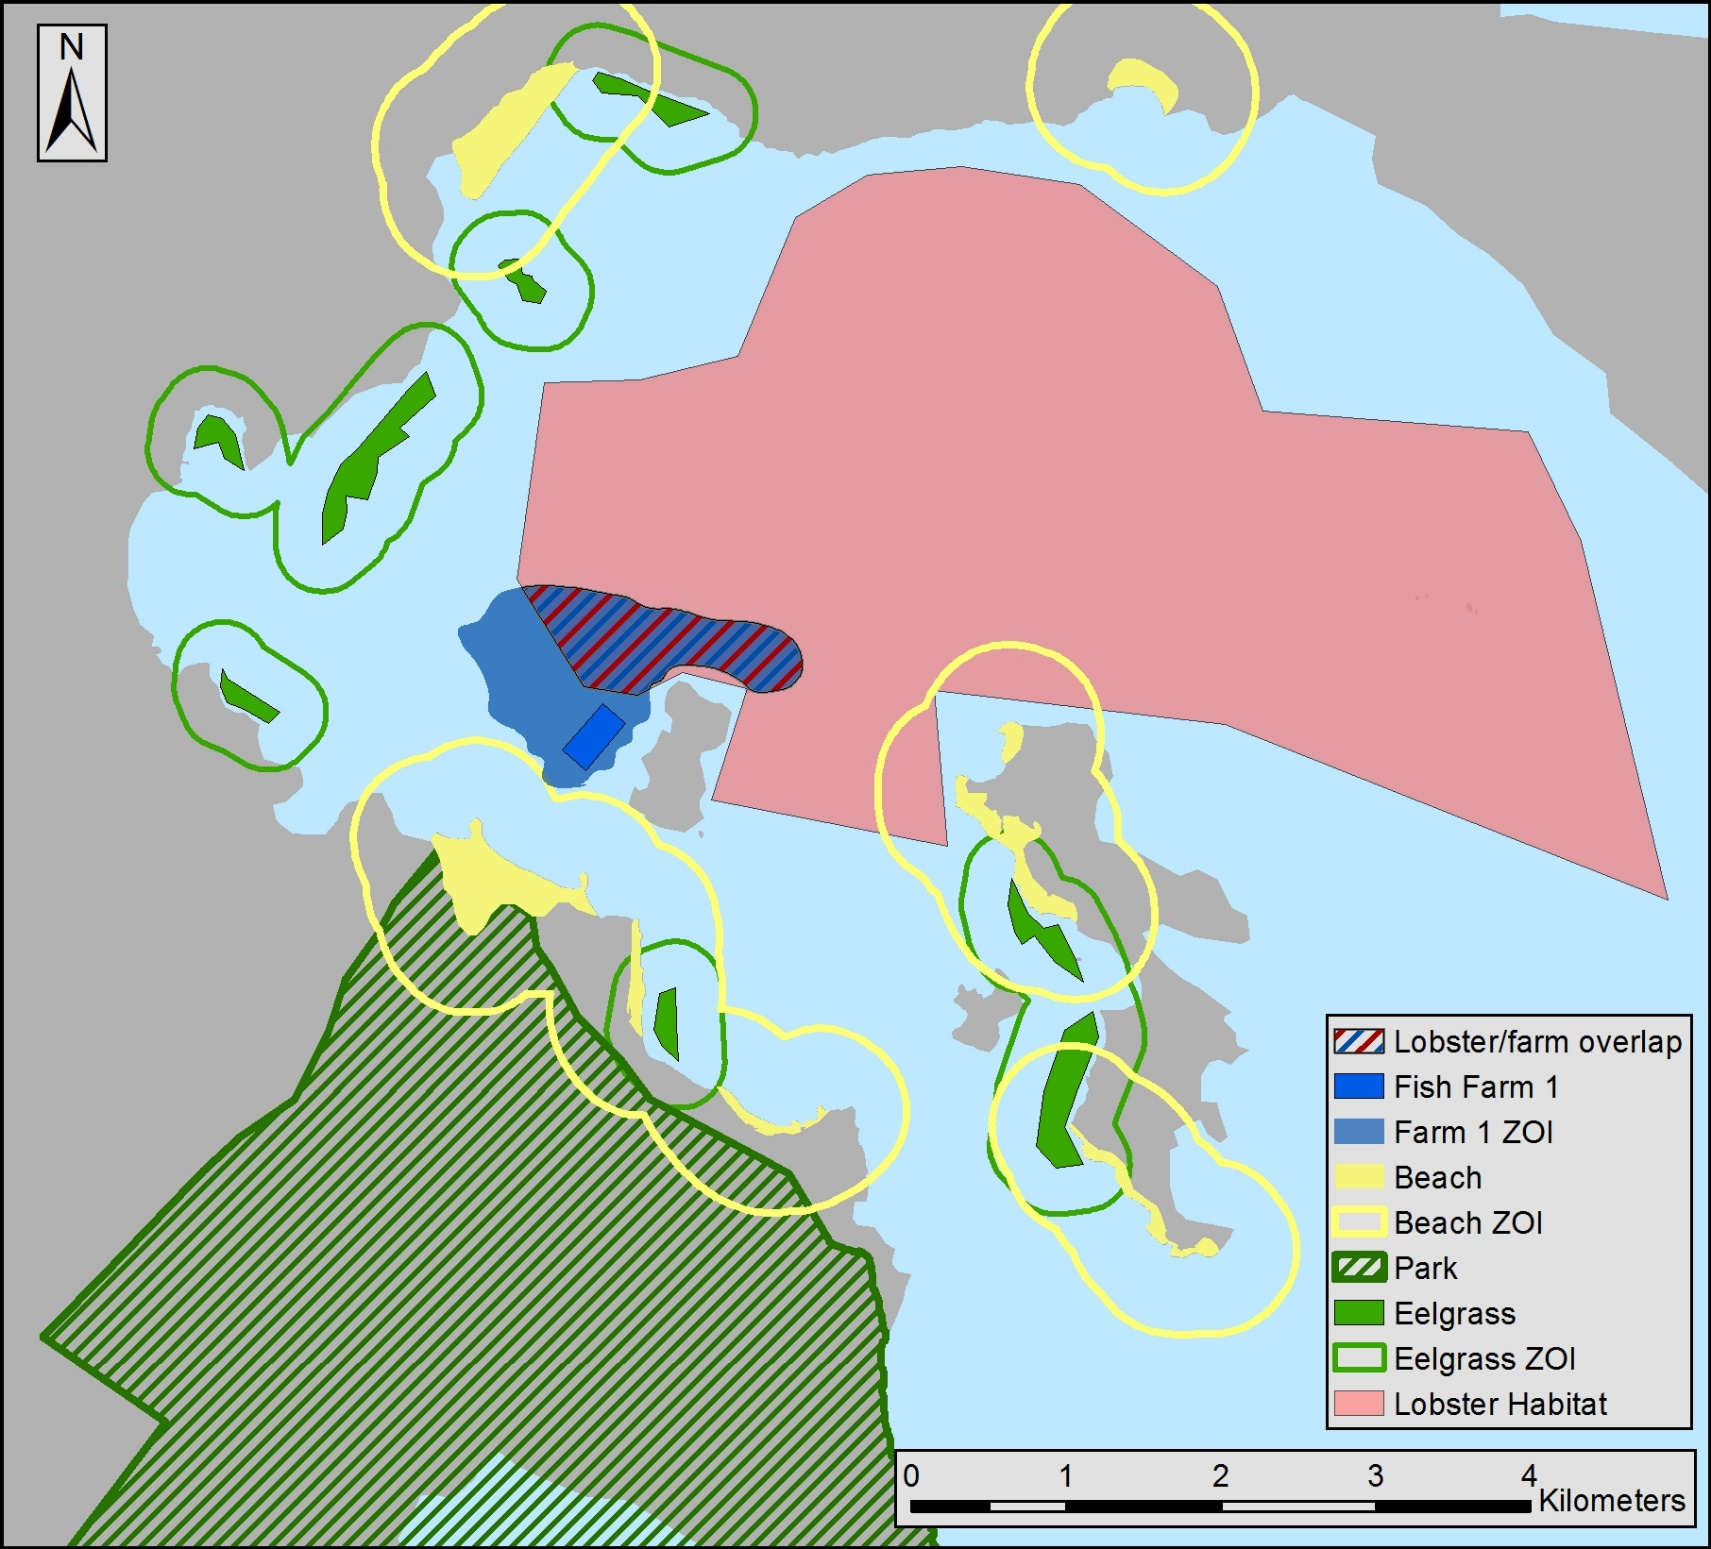 N
Lobster/farm overlap
Fish Farm 1
Farm 1 ZOI
Beach
Beach ZOI
Park
Eelgrass
Eelgrass ZOI
Lobster Habitat
0 1 2 3 4
Kilometers